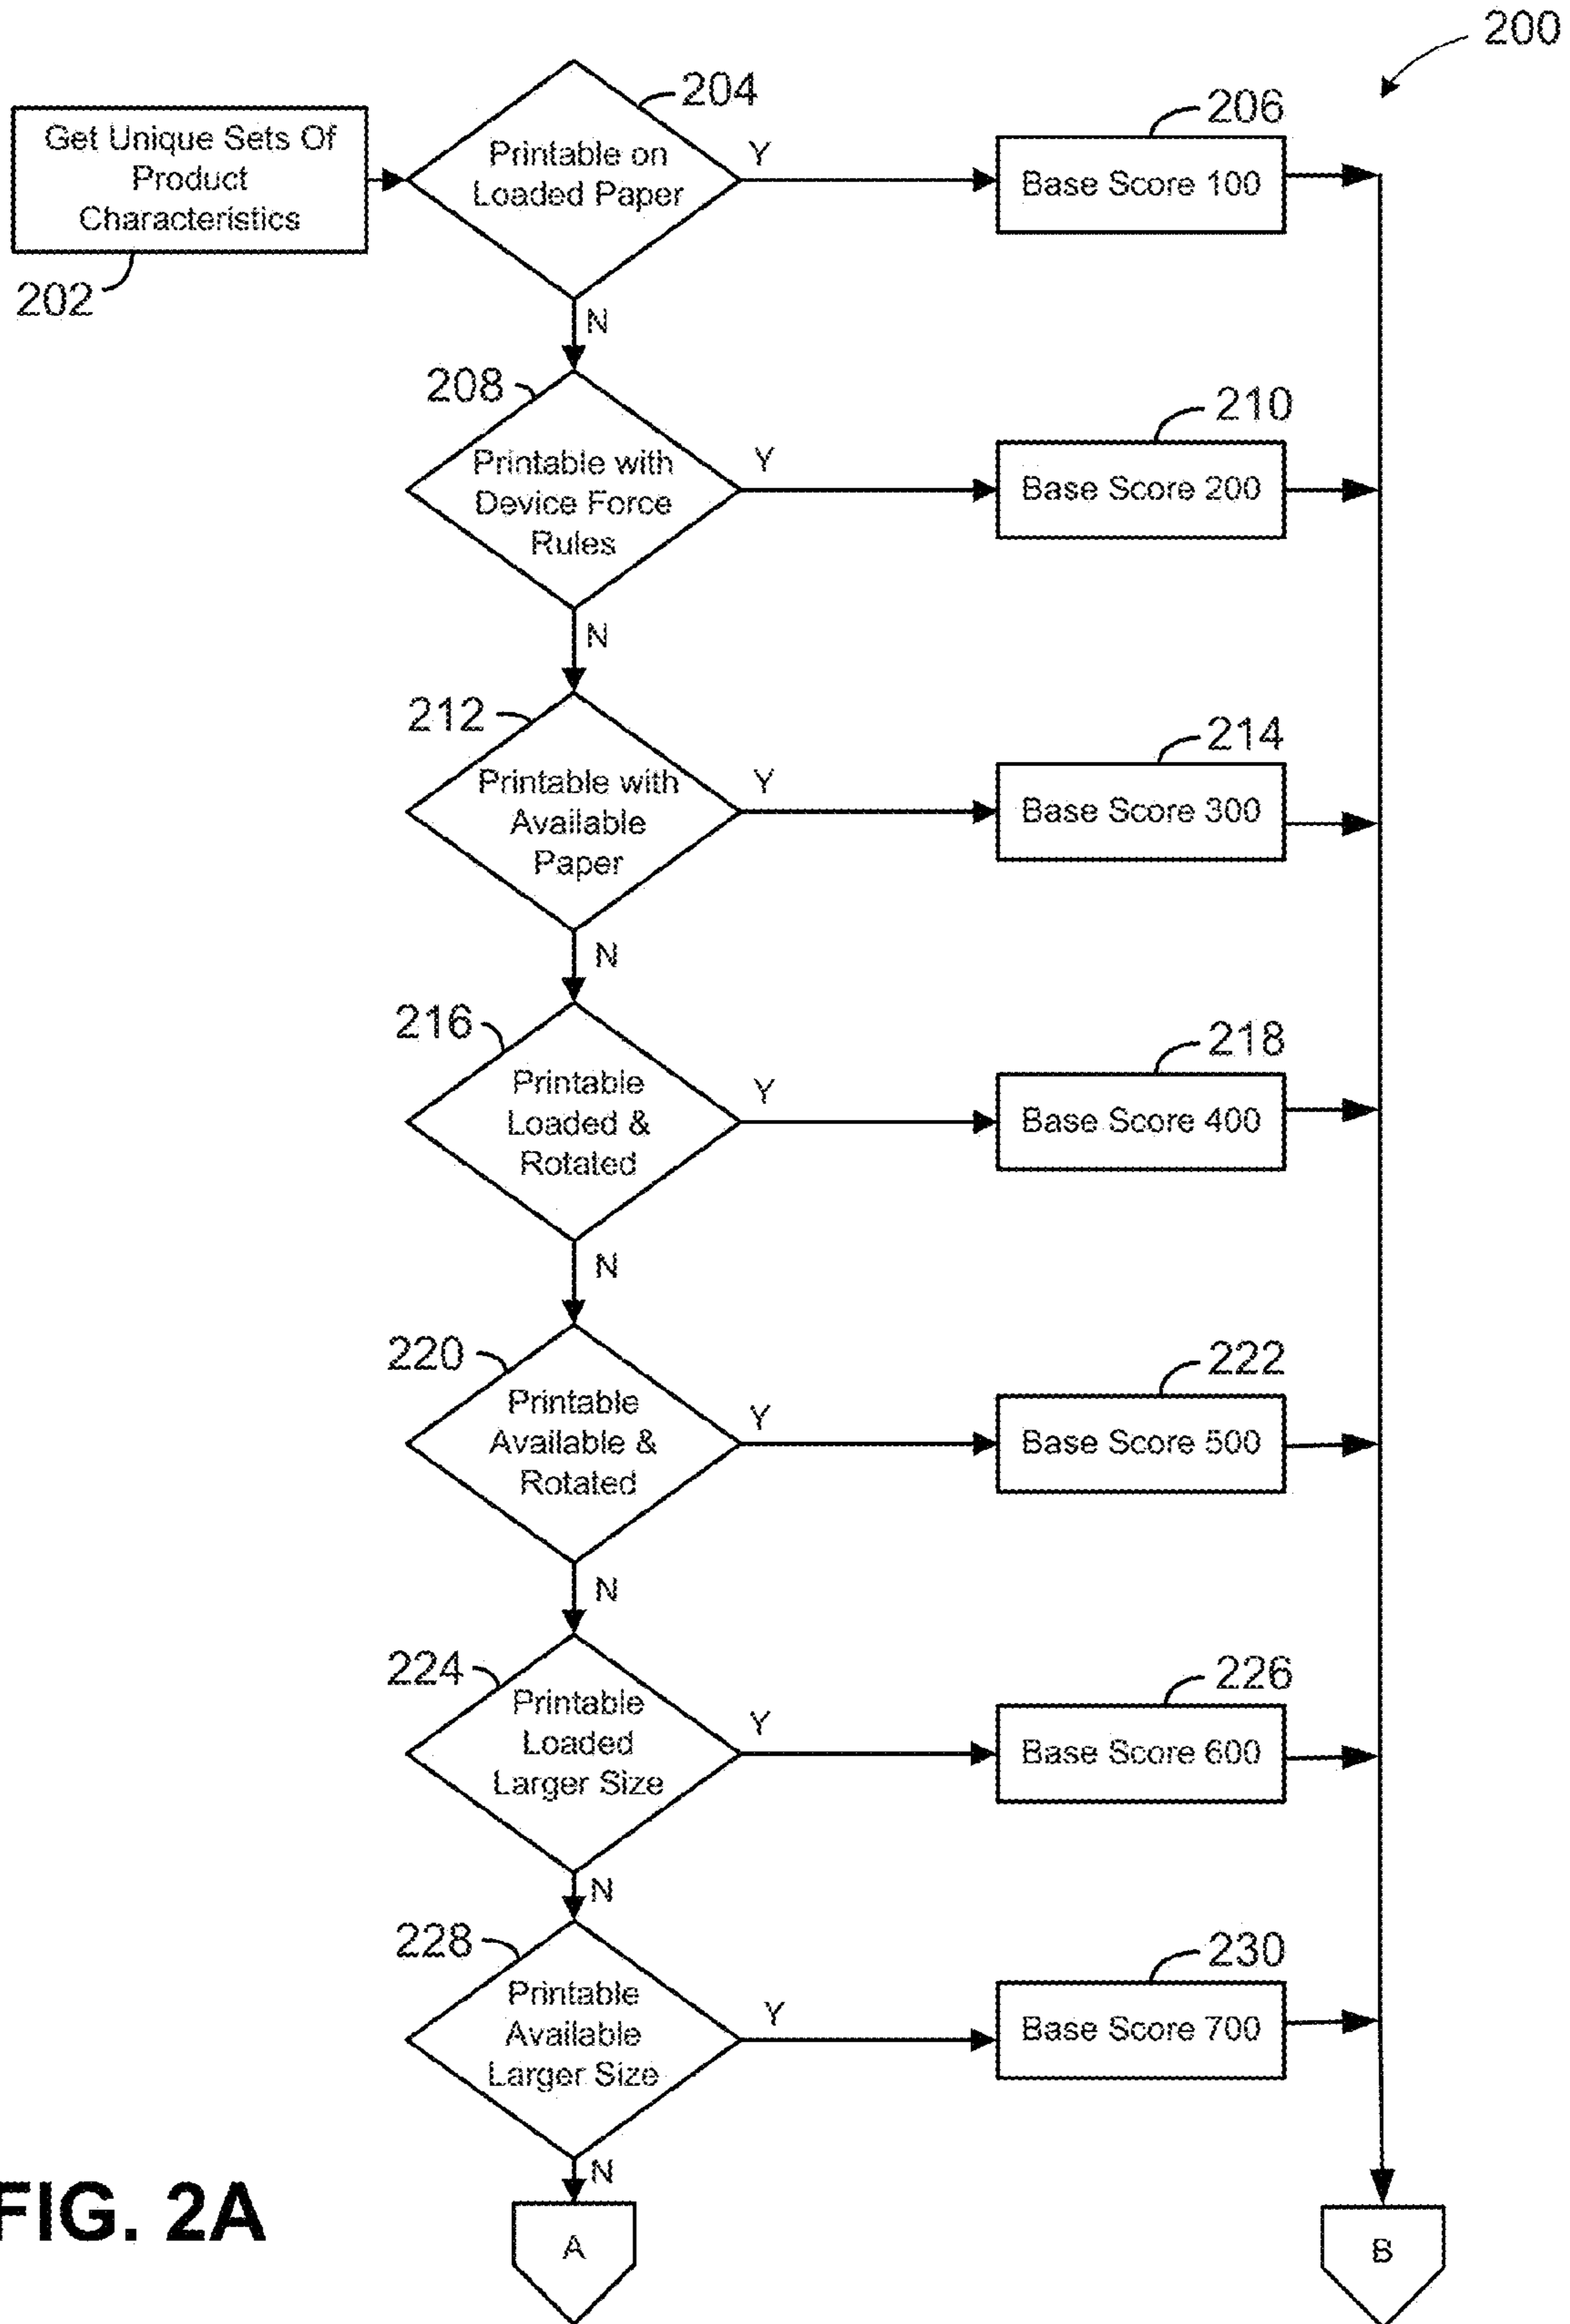 200
Get Unique Sets Of
Product
Characteristics
202
204
Printable on
Loaded Paper
Y
N
206
Base Score 100
208
Printable with
Device Force
Rules
Y
N
210
Base Score 200
212
Printable with
Available
Paper
Y
N
214
Base Score 300
216
Printable
Loaded &
Rotated
Y
N
218
Base Score 400
220
Printable
Available &
Rotated
Y
N
222
Base Score 500
224
Printable
Loaded
Larger Size
Y
N
226
Base Score 600
228
Printable
Available
Larger Size
Y
N
230
Base Score 700
A
B
FIG. 2A